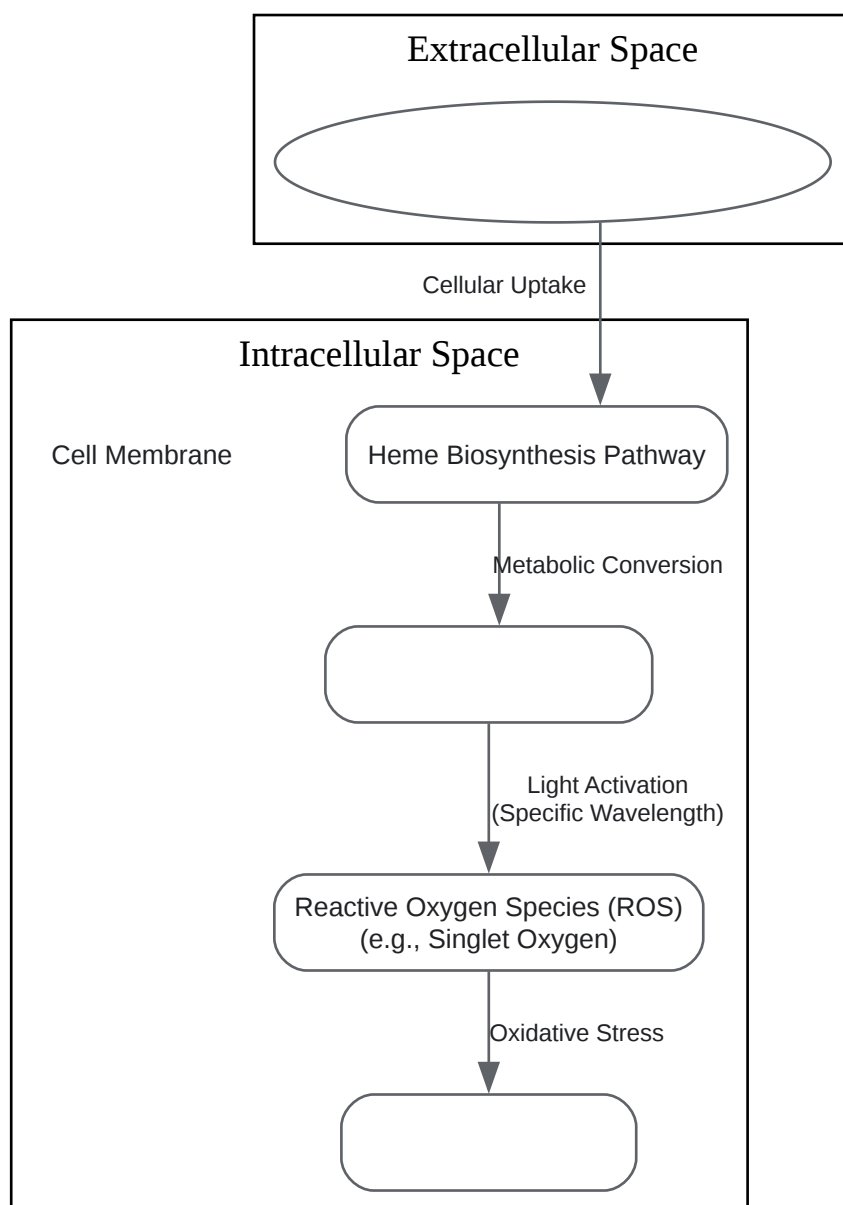 Extracellular Space
Cellular Uptake
Intracellular Space
Cell Membrane
Heme Biosynthesis Pathway
Metabolic Conversion
Light Activation
(Specific Wavelength)
Reactive Oxygen Species (ROS)
(e.g., Singlet Oxygen)
Oxidative Stress